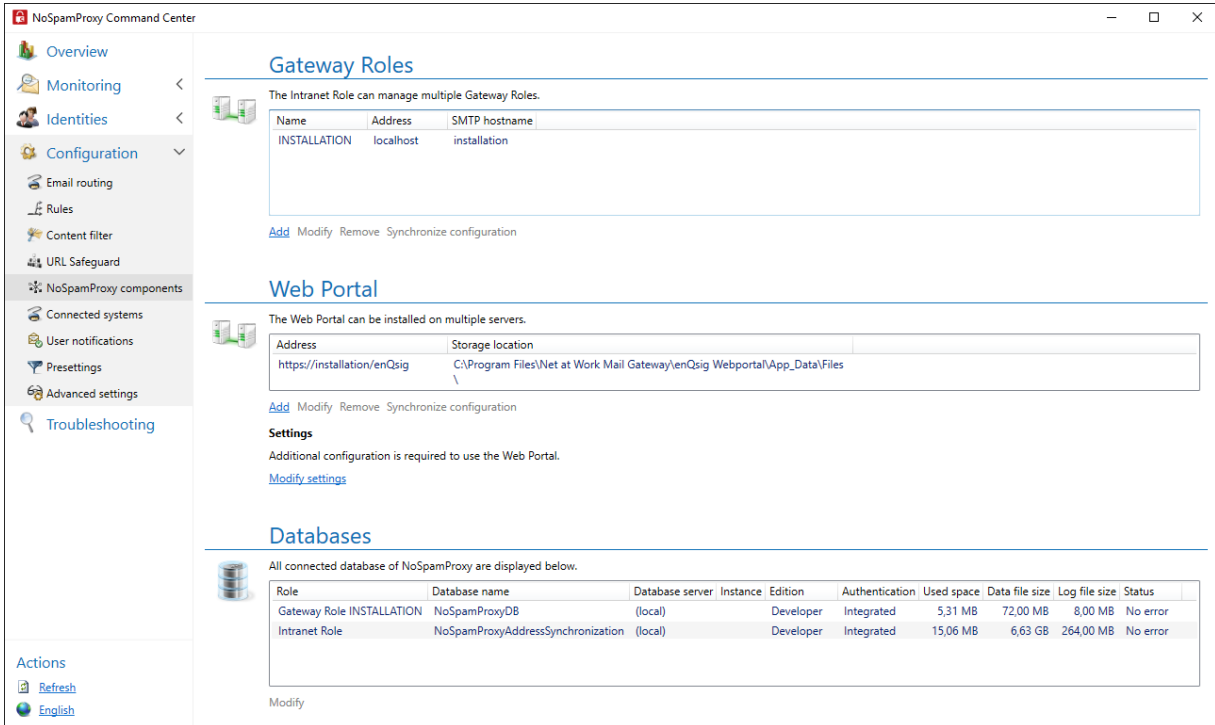 NoSpamProxy Command Center
Overview
Monitoring
Identities
Configuration
Email routing
Rules
Content filter
URL Safeguard
NoSpamProxy components
Connected systems
User notifications
Presettings
Advanced settings
Troubleshooting
Actions
Refresh
English
Gateway Roles
The Intranet Role can manage multiple Gateway Roles.
Name Address SMTP hostname
INSTALLATION localhost installation
Add Modify Remove Synchronize configuration
Web Portal
The Web Portal can be installed on multiple servers.
Address Storage location
https://installation/enQsig C:\Program Files\Net at Work Mail Gateway\enQsig Webportal\App_Data\Files
\
Add Modify Remove Synchronize configuration
Settings
Additional configuration is required to use the Web Portal.
Modify settings
Databases
All connected database of NoSpamProxy are displayed below.
Role Database name Database server Instance Edition Authentication Used space Data file size Log file size Status
Gateway Role INSTALLATION NoSpamProxyDB (local) Developer Integrated 5,31 MB 72,00 MB 8,00 MB No error
Intranet Role NoSpamProxyAddressSynchronization (local) Developer Integrated 15,06 MB 6,63 GB 264,00 MB No error
Modify